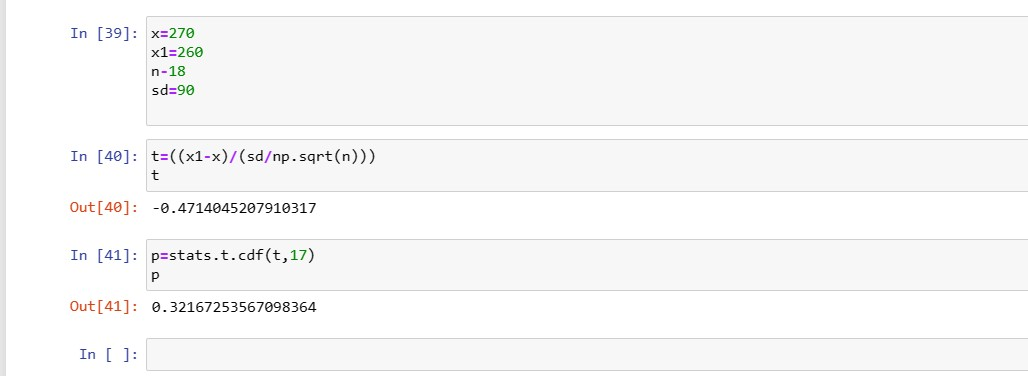 In [39]: x=270
x1=260
n-18
sd=90
In [40]: t=((x1-x)/(sd/np.sqrt(n)))
t
Out[40]: -0.4714045207910317
In [41]: p=stats.t.cdf(t,17)
p
Out[41]: 0.32167253567098364
In [ ]: